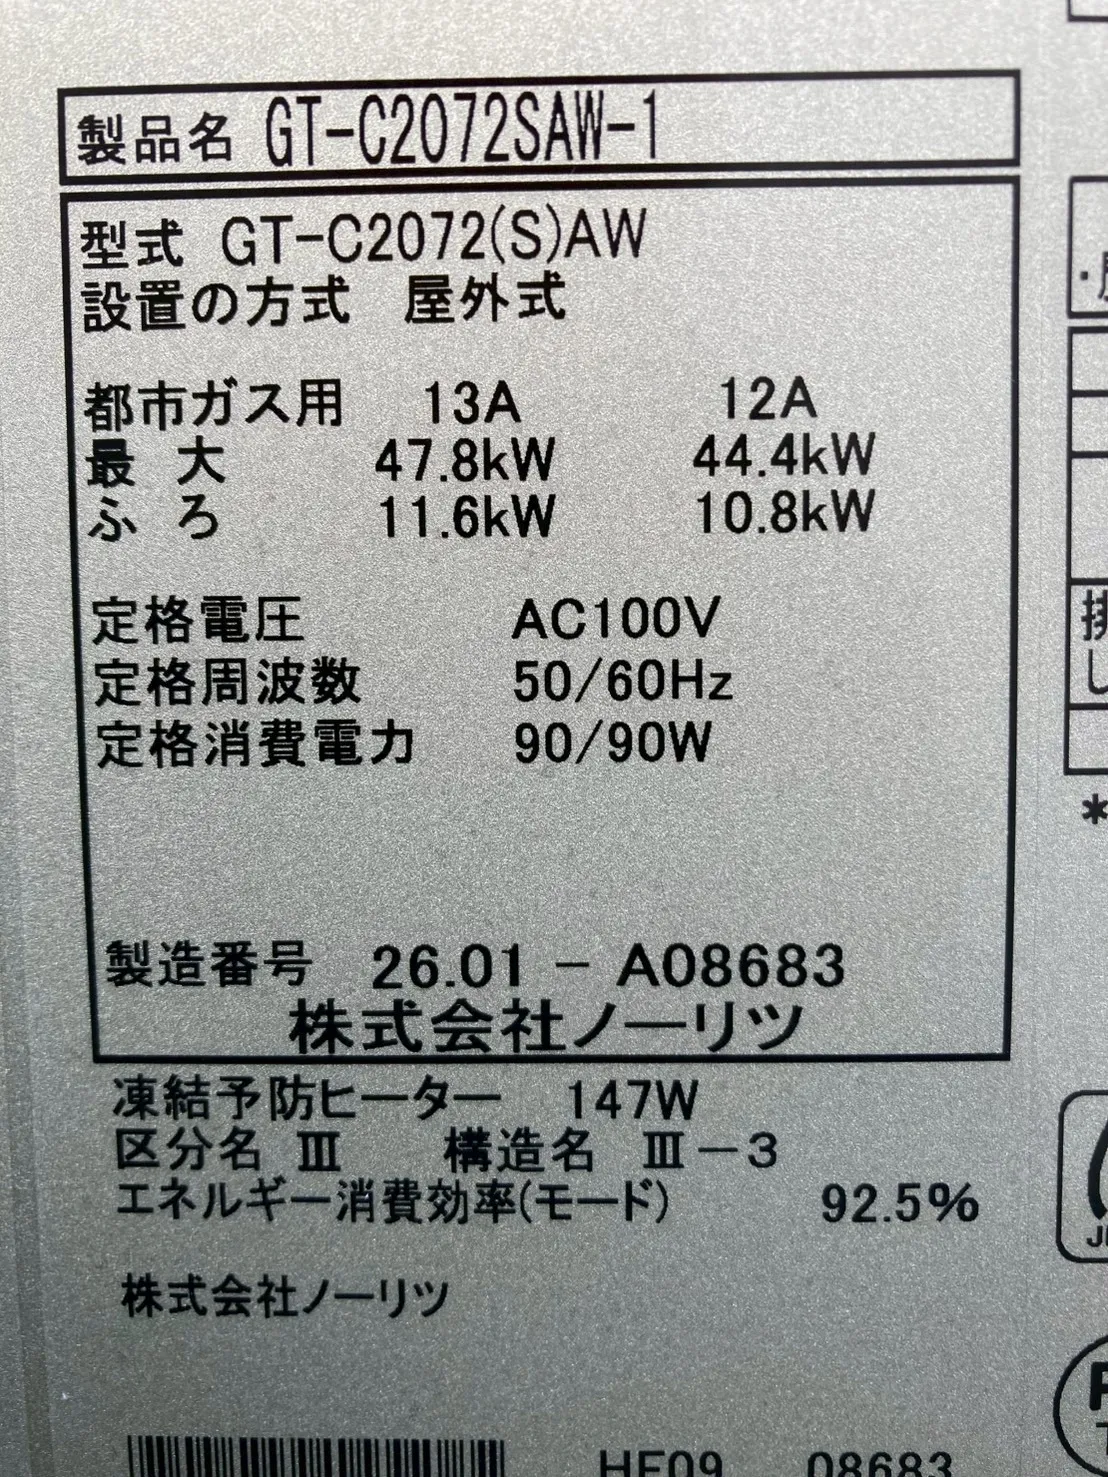 製品名 GT-C2072SAW-1
型式 GT-C2072(S)AW
設置の方式 屋外式
都市ガス用 13A 12A
最 大 47.8kW 44.4kW
ふ ろ 11.6kW 10.8kW
定格電圧 AC100V
定格周波数 50/60Hz
定格消費電力 90/90W
製造番号 26.01 - A08683
株式会社ノーリツ
凍結予防ヒーター 147W
区分名 Ⅲ 構造名 Ⅲ-3
エネルギー消費効率(モード) 92.5%
株式会社ノーリツ
08683
排
し
*